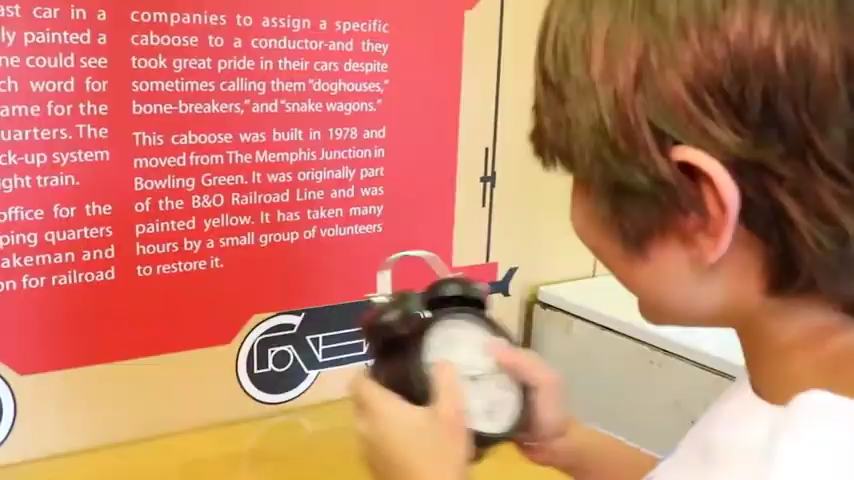 ast car in a
ly painted a
ne could see
ch word for
ame for the
uarters. The
ck-up system
ght train.
office for the
ping quarters
akeman and
on for railroad
companies to assign a specific
caboose to a conductor-and they
took great pride in their cars despite
sometimes calling them "doghouses,"
bone-breakers," and "snake wagons."
This caboose was built in 1978 and
moved from The Memphis Junction in
Bowling Green. It was originally part
of the B&O Railroad Line and was
painted yellow. It has taken many
hours by a small group of volunteers
to restore it.